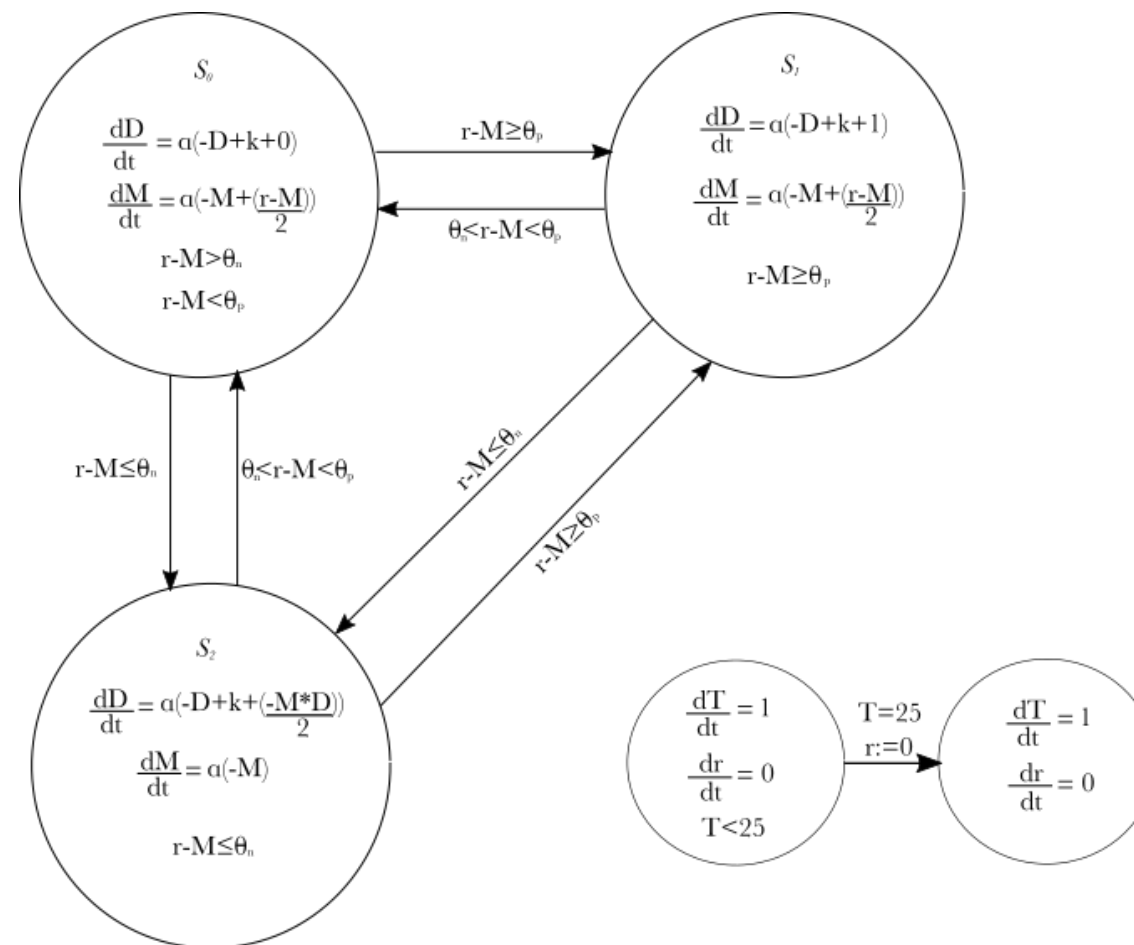 S₀
dD/dt = α(-D+k+0)
dM/dt = α(-M+(r-M)/2))
r-M>θₙ
r-M<θₚ
r-M≥θₚ
θₙ<r-M<θₚ
S₁
dD/dt = α(-D+k+1)
dM/dt = α(-M+(r-M)/2))
r-M≥θₚ
r-M≤θₙ
θₙ<r-M<θₚ
r-M≤θₙ
r-M≥θₚ
S₂
dD/dt = α(-D+k+(-M*D)/2))
dM/dt = α(-M)
r-M≤θₙ
dT/dt = 1
dr/dt = 0
T<25
T=25
r:=0
dT/dt = 1
dr/dt = 0